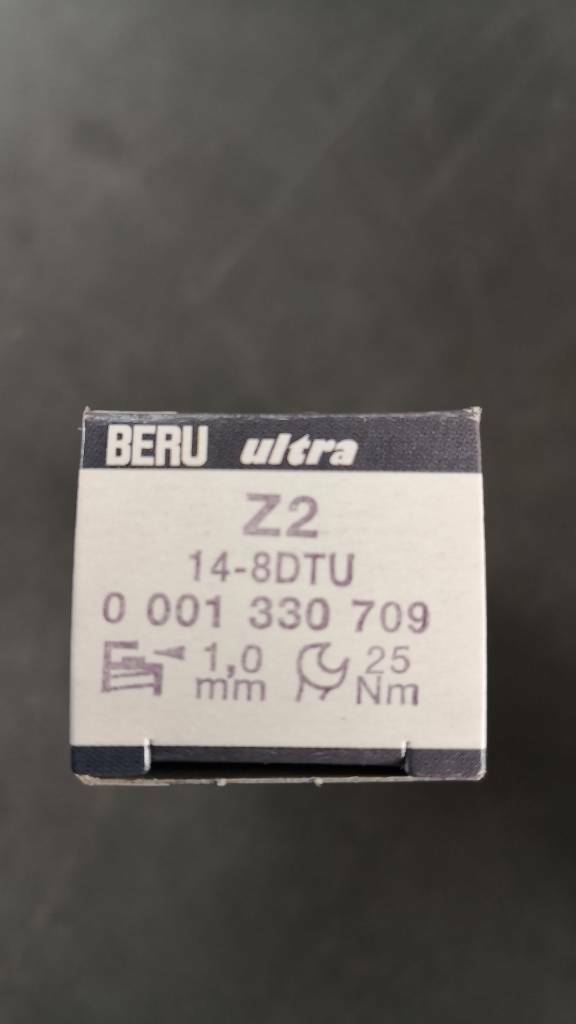 BERU ultra
Z2
14-8DTU
0 001 330 709
1,0 25
mm Nm